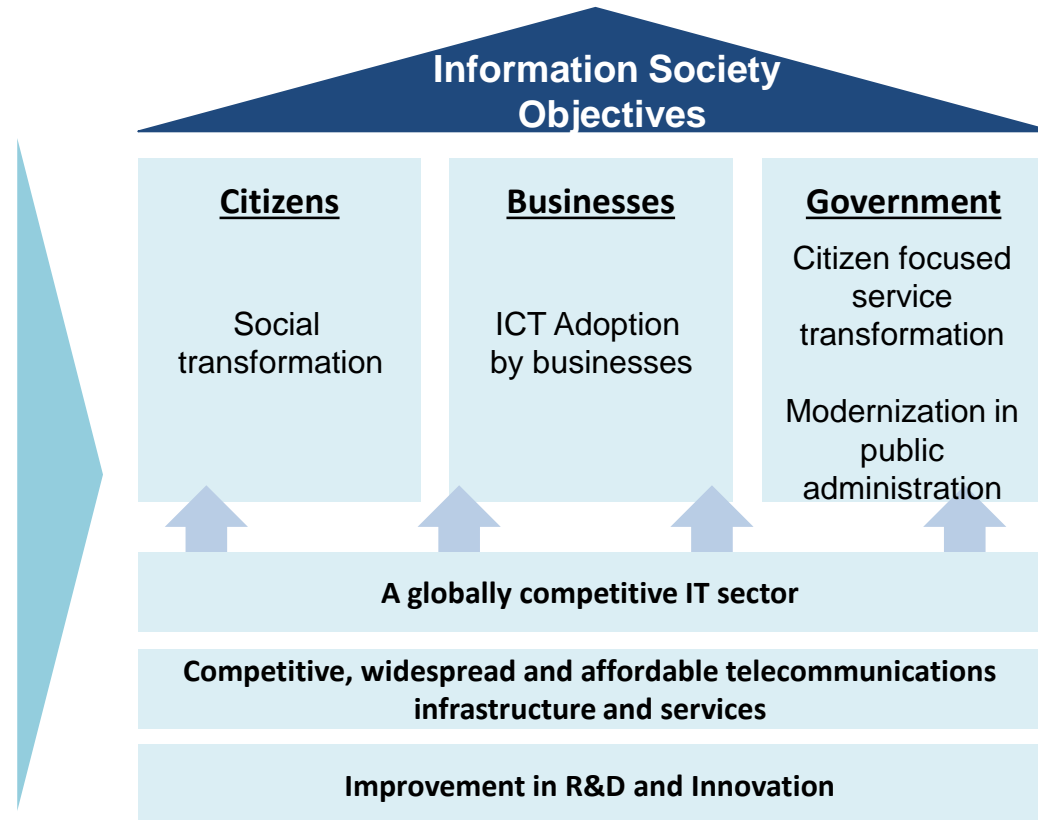 Information Society
Objectives
Citizens
Social
transformation
Businesses
ICT Adoption
by businesses
Government
Citizen focused
service
transformation
Modernization in
public
administration
A globally competitive IT sector
Competitive, widespread and affordable telecommunications
infrastructure and services
Improvement in R&D and Innovation